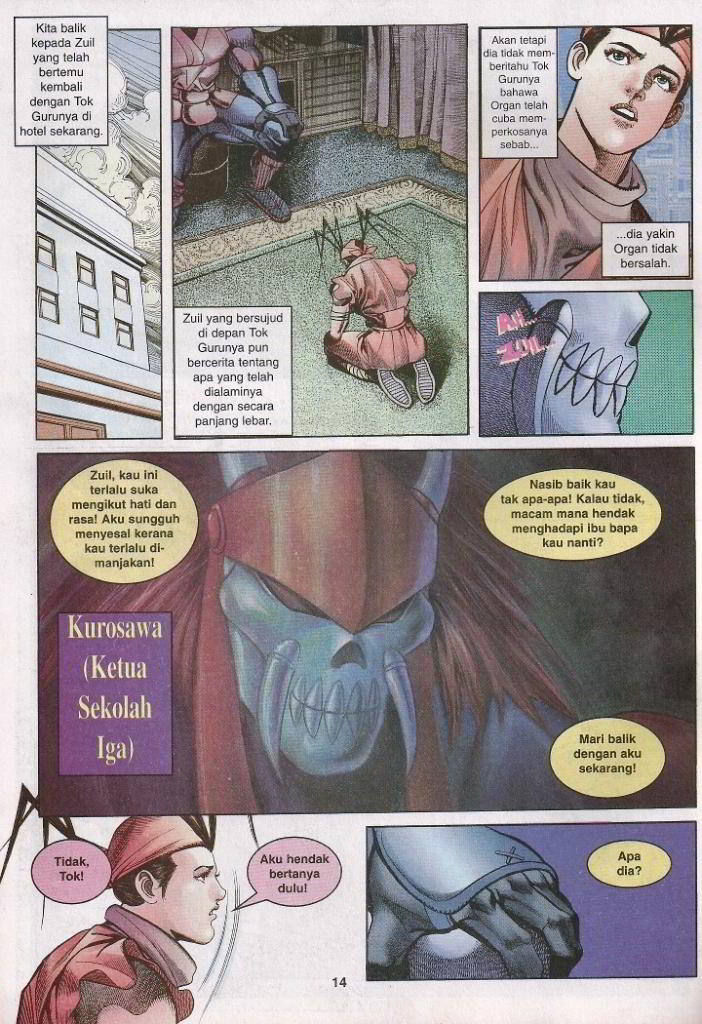 Kita balik
kepada Zuil
yang telah
bertemu
kembali
dengan Tok
Gurunya di
hotel sekarang.
Zuil yang bersujud
di depan Tok
Gurunya pun
bercerita tentang
apa yang telah
dialaminya
dengan secara
panjang lebar.
Akan tetapi
dia tidak mem-
beritahu Tok
Gurunya
bahawa
Organ telah
cuba mem-
perkosanya
sebab...
...dia yakin
Organ tidak
bersalah.
Ah...
Zuil...
Zuil, kau ini
terlalu suka
mengikut hati dan
rasa! Aku sungguh
menyesal kerana
kau terlalu di-
manjakan!
Nasib baik kau
tak apa-apa! Kalau tidak,
macam mana hendak
menghadapi ibu bapa
kau nanti?
Kurosawa
(Ketua
Sekolah
Iga)
Mari balik
dengan aku
sekarang!
Tidak,
Tok!
Aku hendak
bertanya
dulu!
Apa
dia?
14